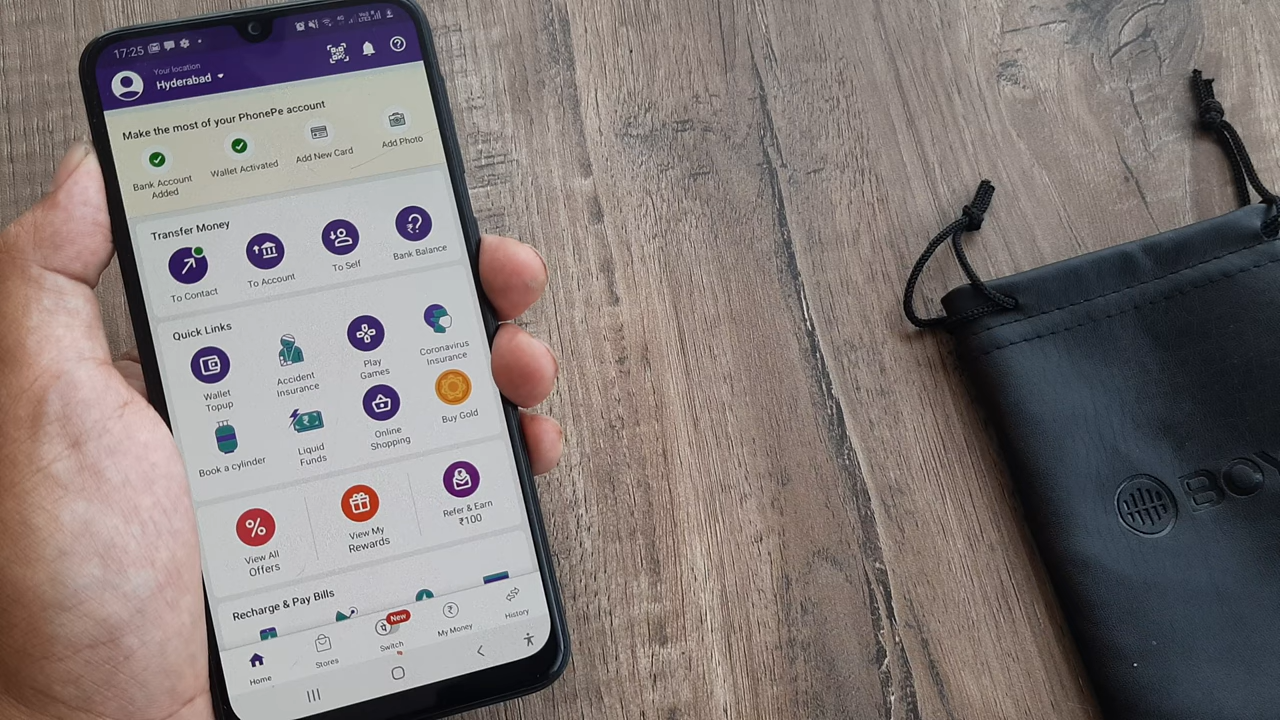 17:25
Your location
Hyderabad
Make the most of your PhonePe account
Bank Account
Added
Wallet Activated
Add New Card
Add Photo
Transfer Money
To Contact
To Account
To Self
Bank Balance
Quick Links
Wallet
Topup
Accident
Insurance
Play
Games
Coronavirus
Insurance
Book a cylinder
Liquid
Funds
Online
Shopping
Buy Gold
View All
Offers
View My
Rewards
Refer & Earn
₹100
Recharge & Pay Bills
Home
Stores
New
Switch
My Money
History